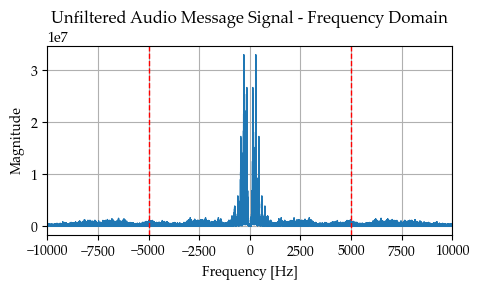 Unfiltered Audio Message Signal - Frequency Domain
1e7
3
2
1
0
Magnitude
−10000 −7500 −5000 −2500 0 2500 5000 7500 10000
Frequency [Hz]